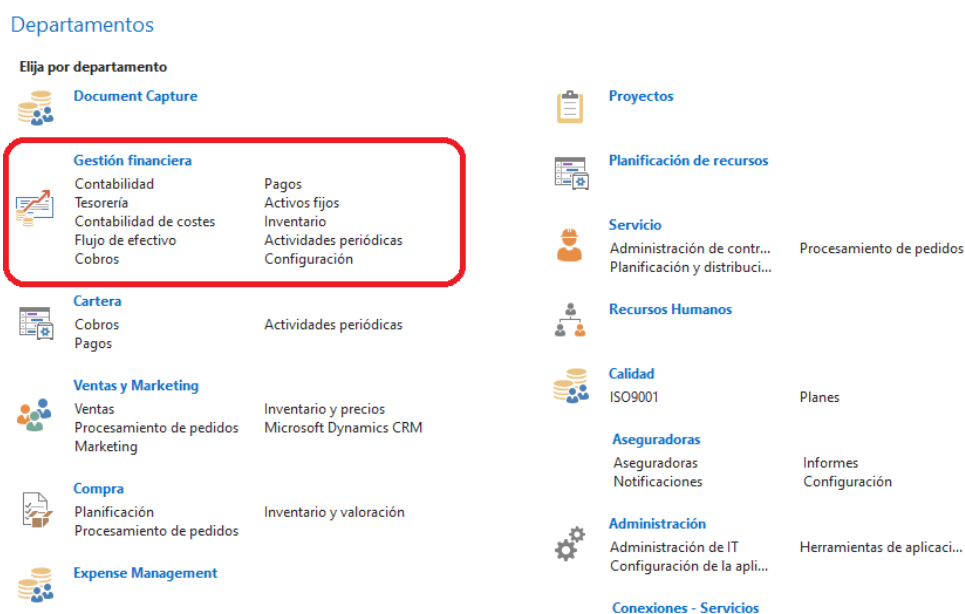 Departamentos
Elija por departamento
Document Capture
Gestión financiera
Contabilidad
Tesorería
Contabilidad de costes
Flujo de efectivo
Cobros
Pagos
Activos fijos
Inventario
Actividades periódicas
Configuración
Cartera
Cobros
Pagos
Actividades periódicas
Ventas y Marketing
Ventas
Procesamiento de pedidos
Marketing
Inventario y precios
Microsoft Dynamics CRM
Compra
Planificación
Procesamiento de pedidos
Inventario y valoración
Expense Management
Proyectos
Planificación de recursos
Servicio
Administración de contr...
Planificación y distribuci...
Procesamiento de pedidos
Recursos Humanos
Calidad
ISO9001
Planes
Aseguradoras
Aseguradoras
Notificaciones
Informes
Configuración
Administración
Administración de IT
Configuración de la apli...
Herramientas de aplicaci...
Conexiones - Servicios